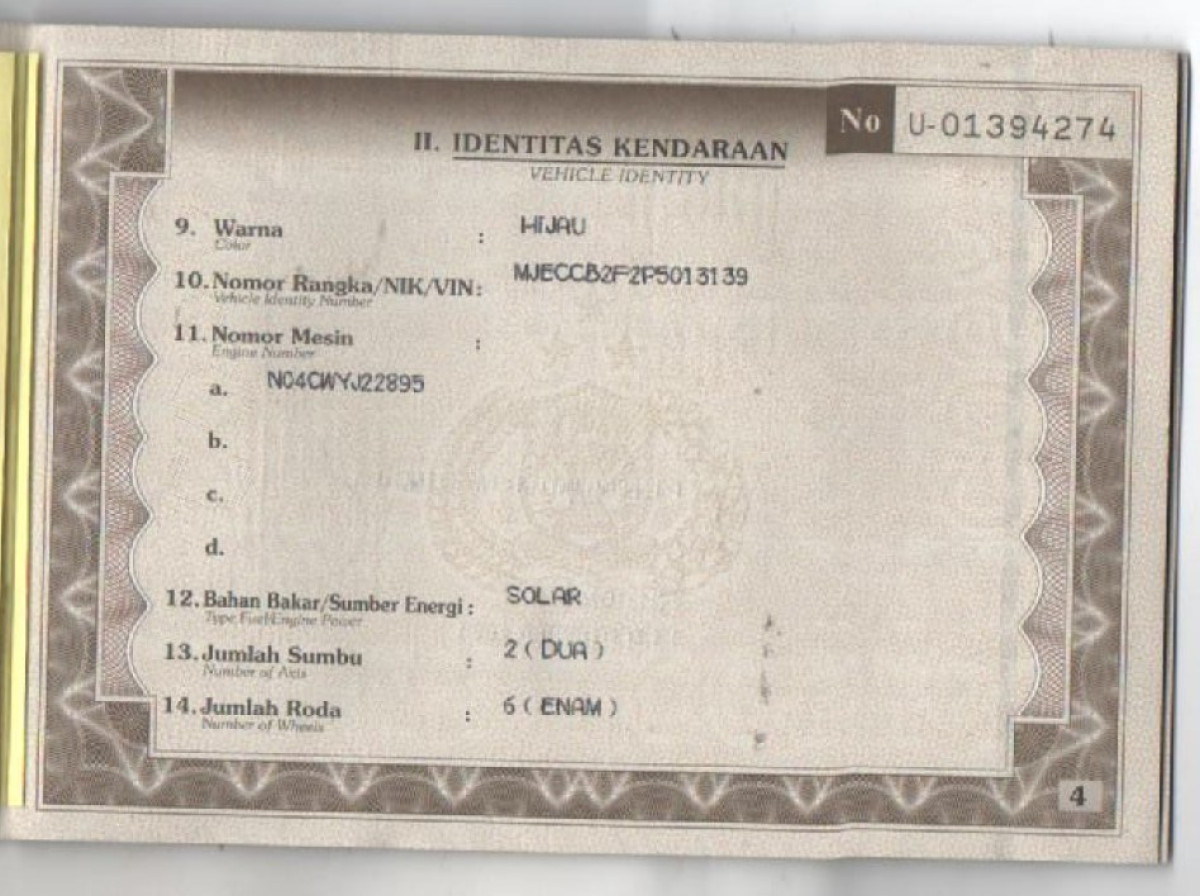 No U-01394274
II. IDENTITAS KENDARAAN
VEHICLE IDENTITY
9. Warna : HIJAU
Color
10. Nomor Rangka/NIK/VIN: MJECCB2F2P5013139
Vehicle Identity Number
11. Nomor Mesin :
Engine Number
a. N04CWYJ22895
b.
c.
d.
12. Bahan Bakar/Sumber Energi : SOLAR
Type Fuel/Engine Power
13. Jumlah Sumbu : 2 ( DUA )
Number of Axis
14. Jumlah Roda : 6 ( ENAM )
Number of Wheels
4